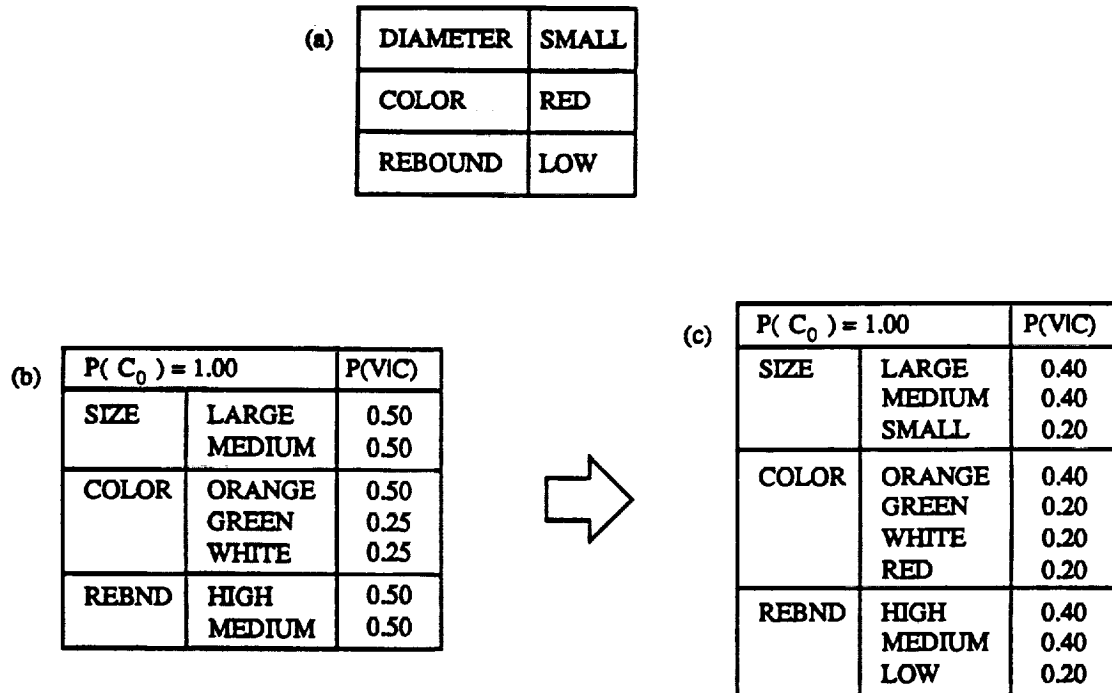 (a)
DIAMETER SMALL
COLOR RED
REBOUND LOW
(b)
P( C₀ ) = 1.00 P(V|C)
SIZE LARGE 0.50
MEDIUM 0.50
COLOR ORANGE 0.50
GREEN 0.25
WHITE 0.25
REBND HIGH 0.50
MEDIUM 0.50
(c)
P( C₀ ) = 1.00 P(V|C)
SIZE LARGE 0.40
MEDIUM 0.40
SMALL 0.20
COLOR ORANGE 0.40
GREEN 0.20
WHITE 0.20
RED 0.20
REBND HIGH 0.40
MEDIUM 0.40
LOW 0.20